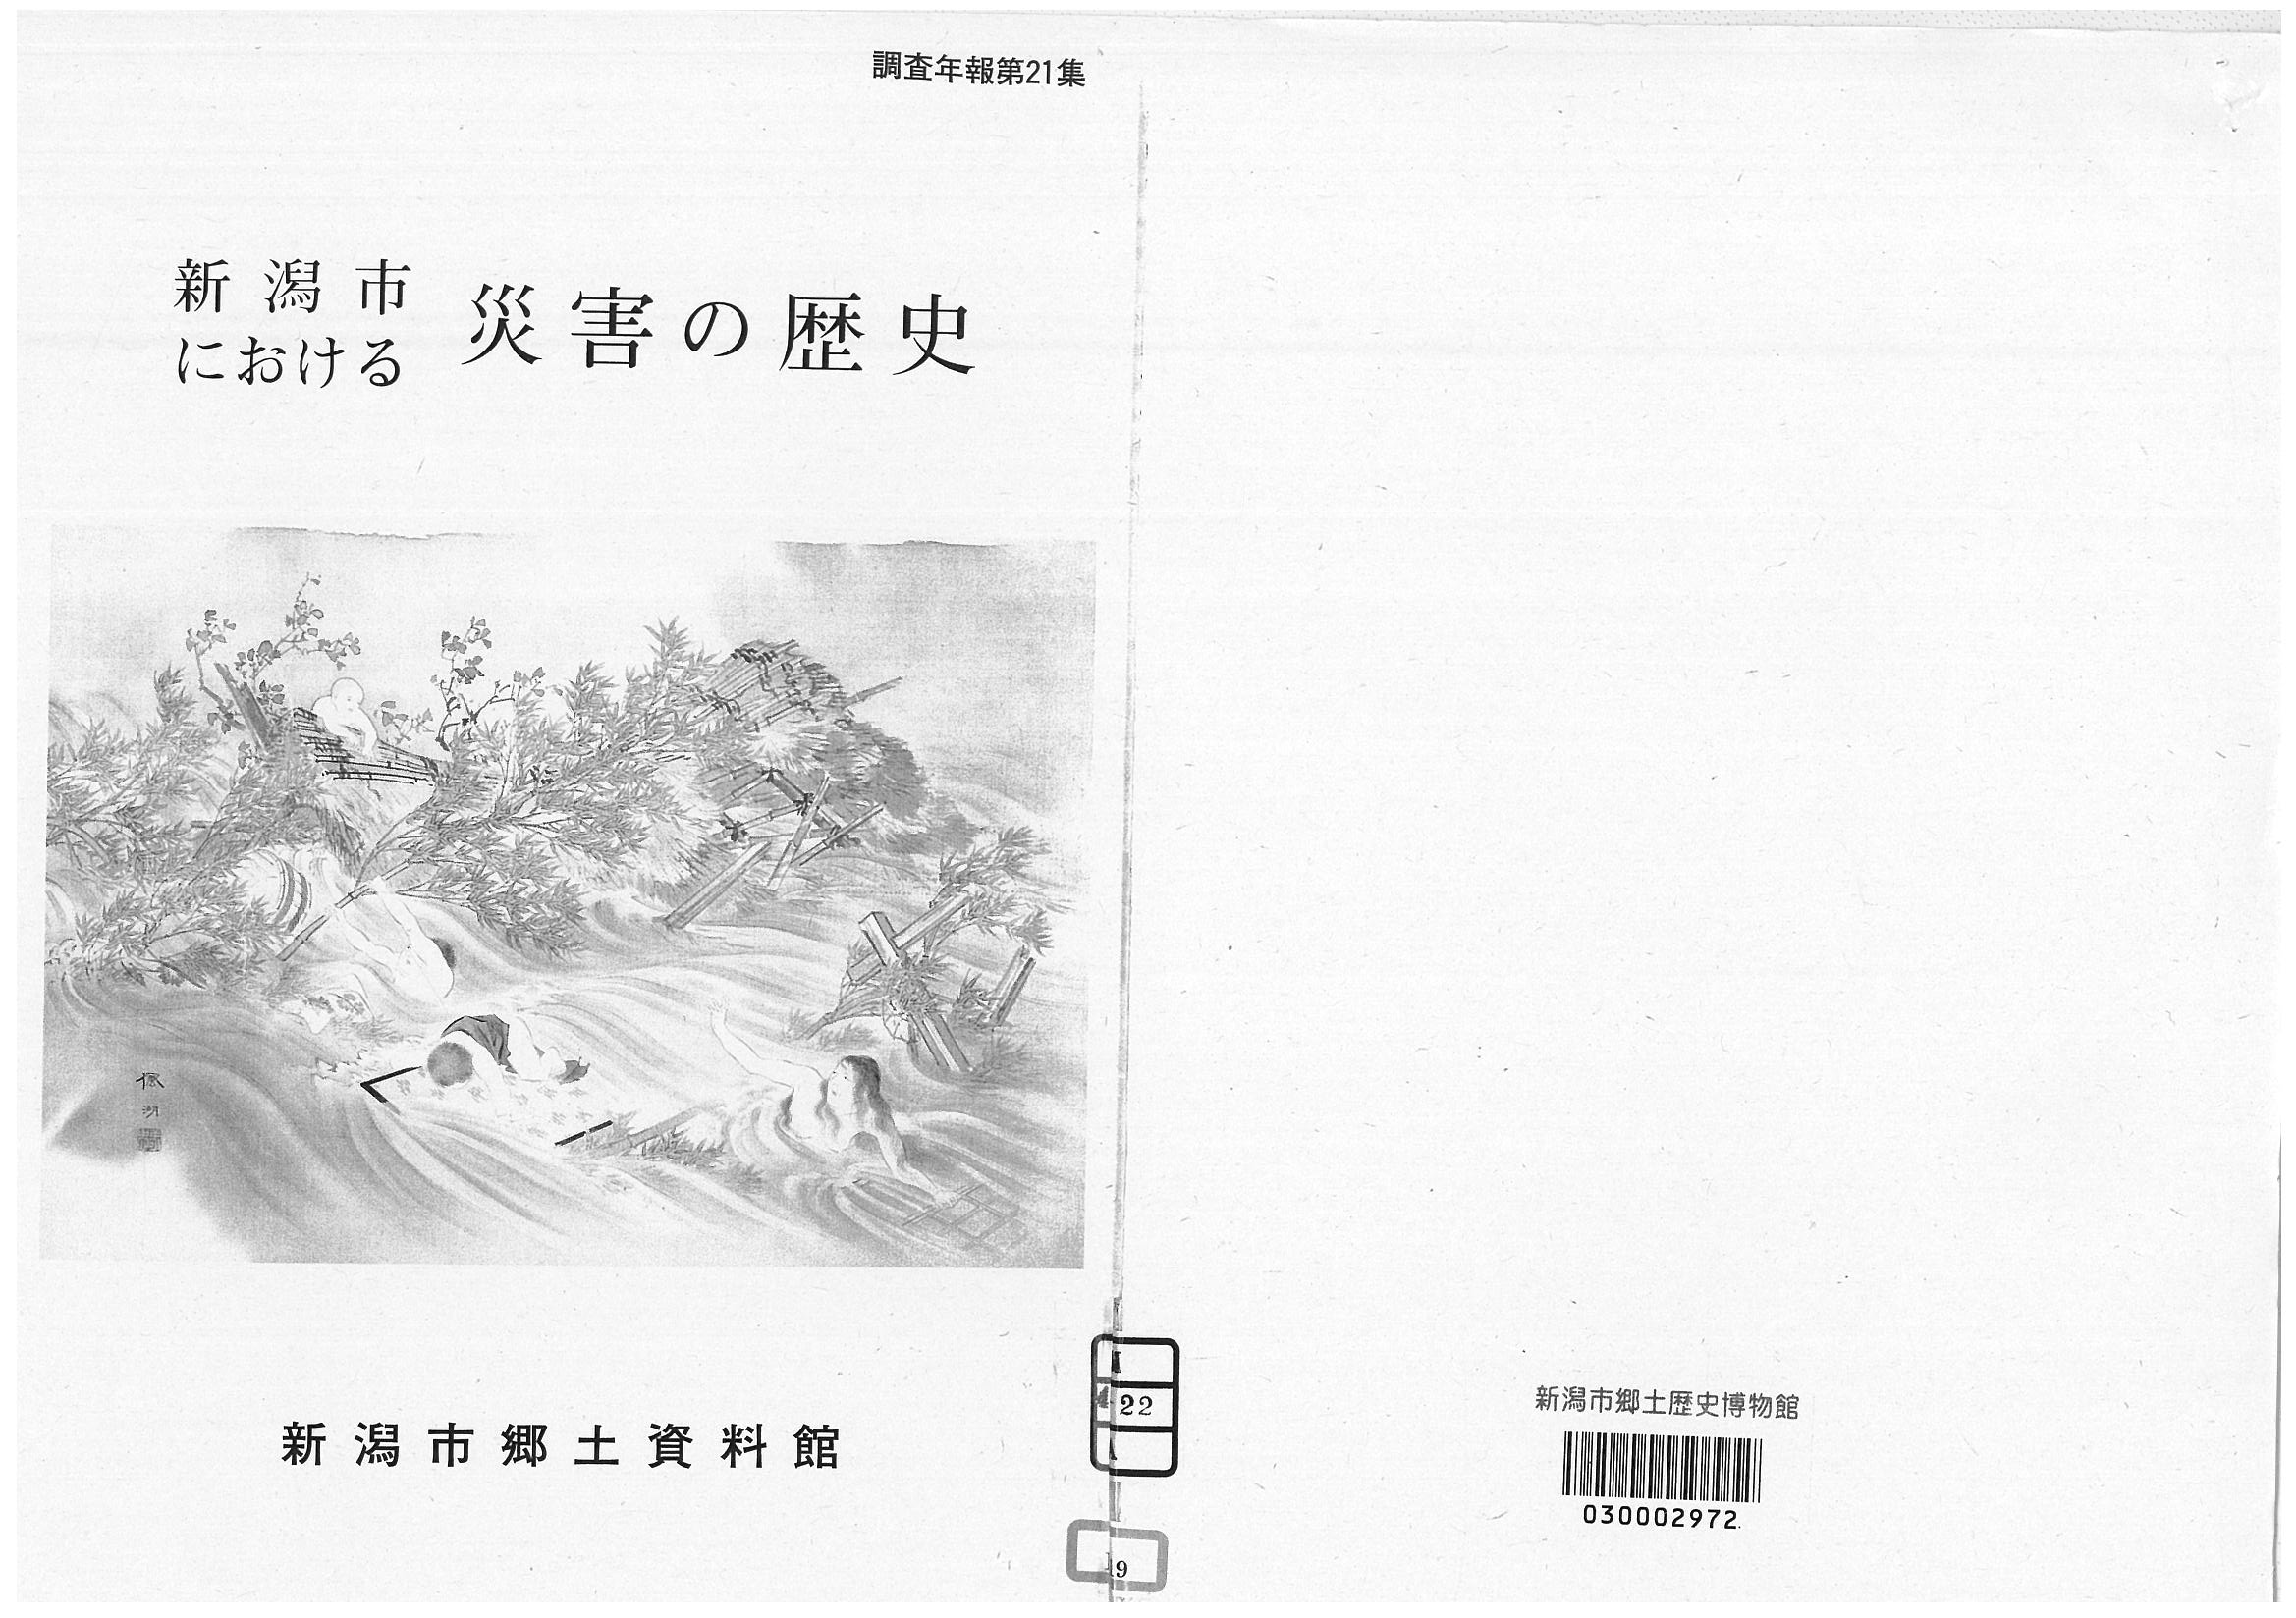 調査年報第21集
新潟市
における
災害の歴史
新潟市郷土資料館
22
新潟市郷土歴史博物館
030002972